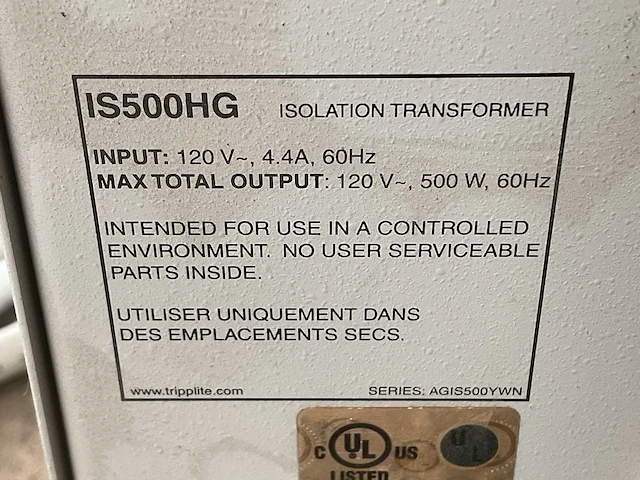 IS500HG ISOLATION TRANSFORMER
INPUT: 120 V~, 4.4A, 60Hz
MAX TOTAL OUTPUT: 120 V~, 500 W, 60Hz
INTENDED FOR USE IN A CONTROLLED
ENVIRONMENT. NO USER SERVICEABLE
PARTS INSIDE.
UTILISER UNIQUEMENT DANS
DES EMPLACEMENTS SECS.
www.tripplite.com SERIES: AGIS500YWN
C UL US UL
LISTED